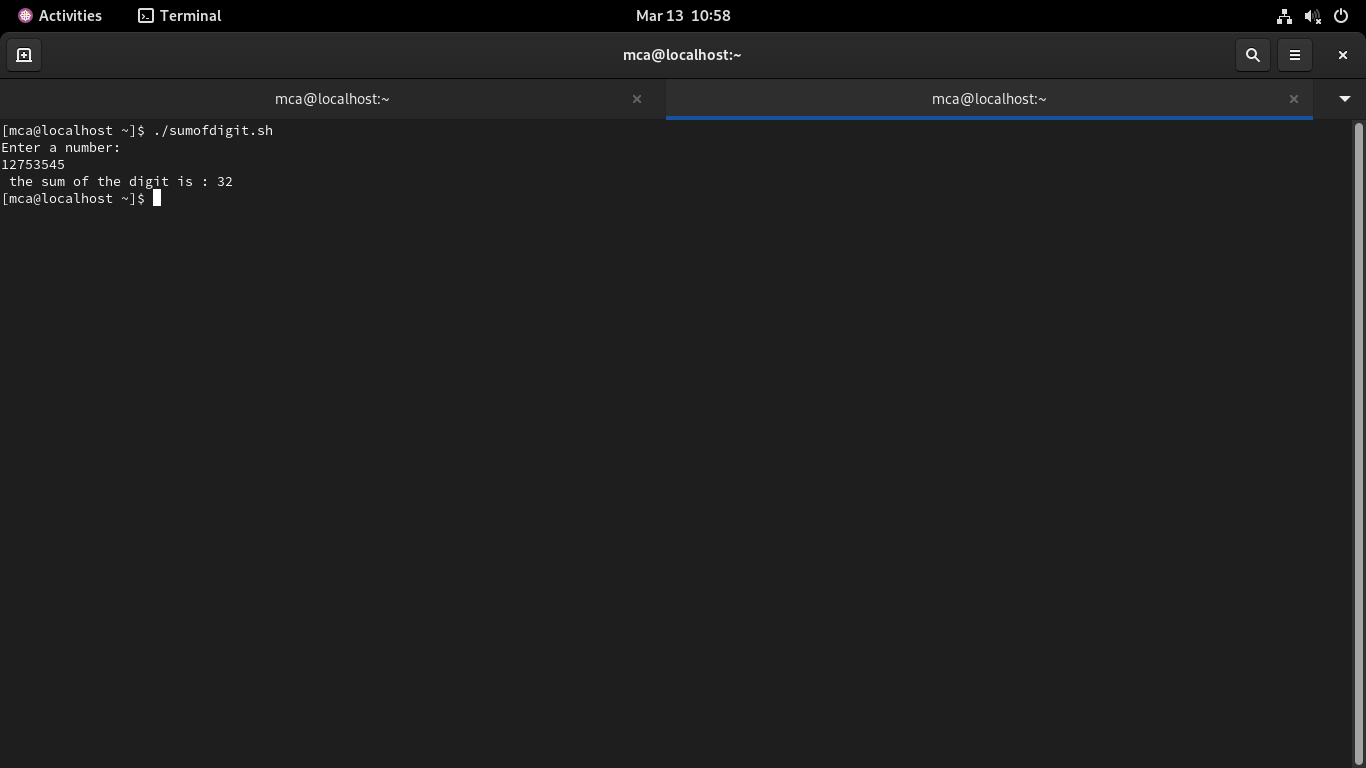 Activities Terminal Mar 13 10:58
mca@localhost:~
mca@localhost:~ mca@localhost:~
[mca@localhost ~]$ ./sumofdigit.sh
Enter a number:
12753545
 the sum of the digit is : 32
[mca@localhost ~]$